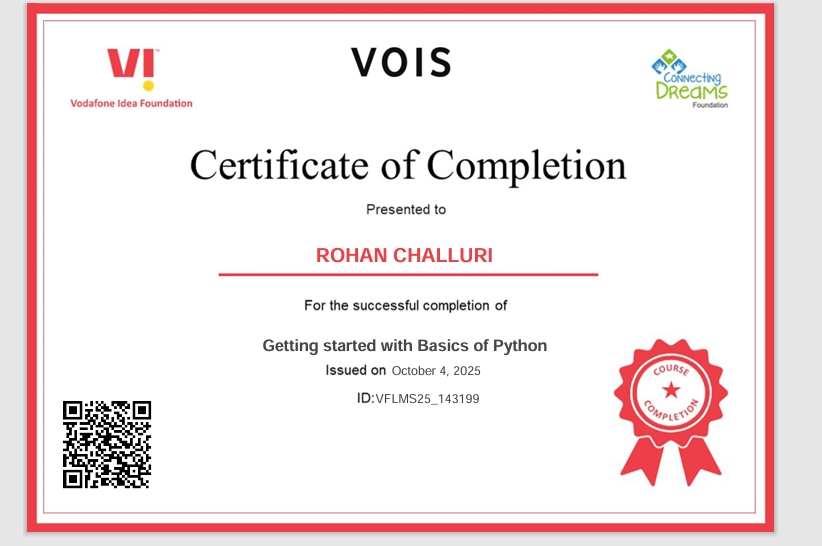 VI™
Vodafone Idea Foundation
VOIS
Connecting
Dreams
Foundation
Certificate of Completion
Presented to
ROHAN CHALLURI
For the successful completion of
Getting started with Basics of Python
Issued on October 4, 2025
ID:VFLMS25_143199
COURSE
COMPLETION